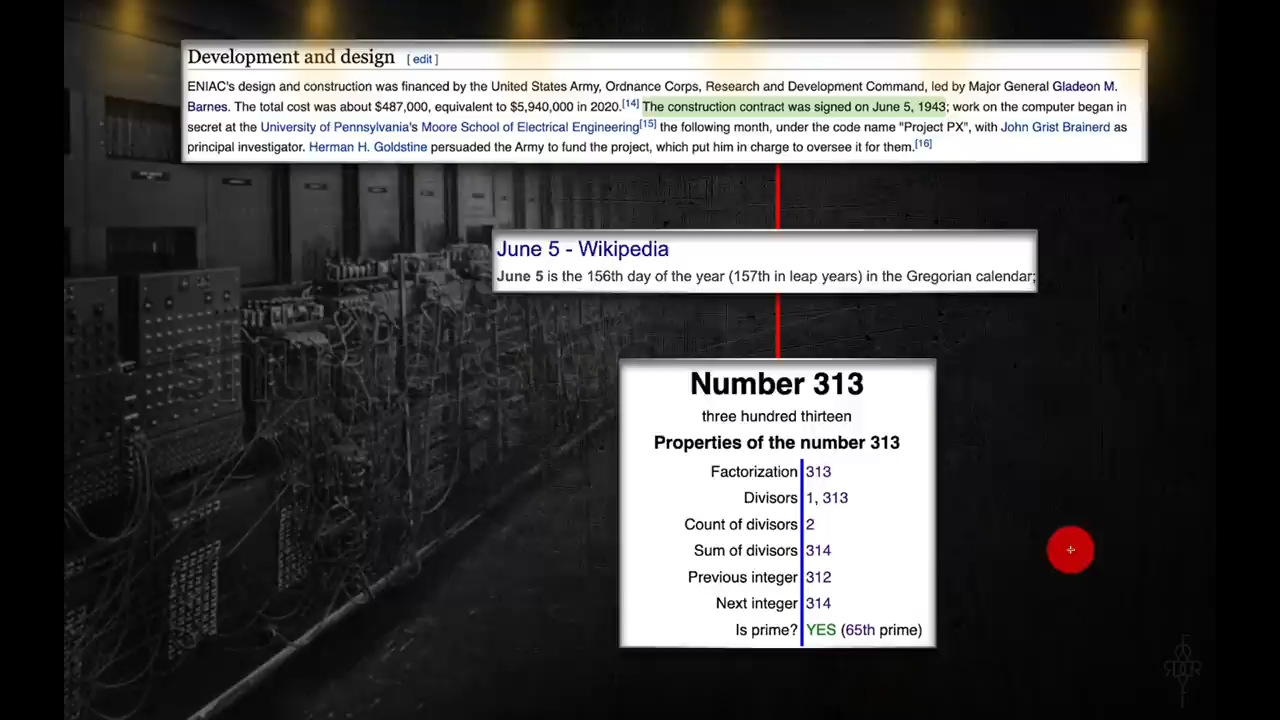 Development and design [ edit ]
ENIAC's design and construction was financed by the United States Army, Ordnance Corps, Research and Development Command, led by Major General Gladeon M.
Barnes. The total cost was about $487,000, equivalent to $5,940,000 in 2020.[14] The construction contract was signed on June 5, 1943; work on the computer began in
secret at the University of Pennsylvania's Moore School of Electrical Engineering[15] the following month, under the code name "Project PX", with John Grist Brainerd as
principal investigator. Herman H. Goldstine persuaded the Army to fund the project, which put him in charge to oversee it for them.[16]
June 5 - Wikipedia
June 5 is the 156th day of the year (157th in leap years) in the Gregorian calendar;
Number 313
three hundred thirteen
Properties of the number 313
Factorization 313
Divisors 1, 313
Count of divisors 2
Sum of divisors 314
Previous integer 312
Next integer 314
Is prime? YES (65th prime)